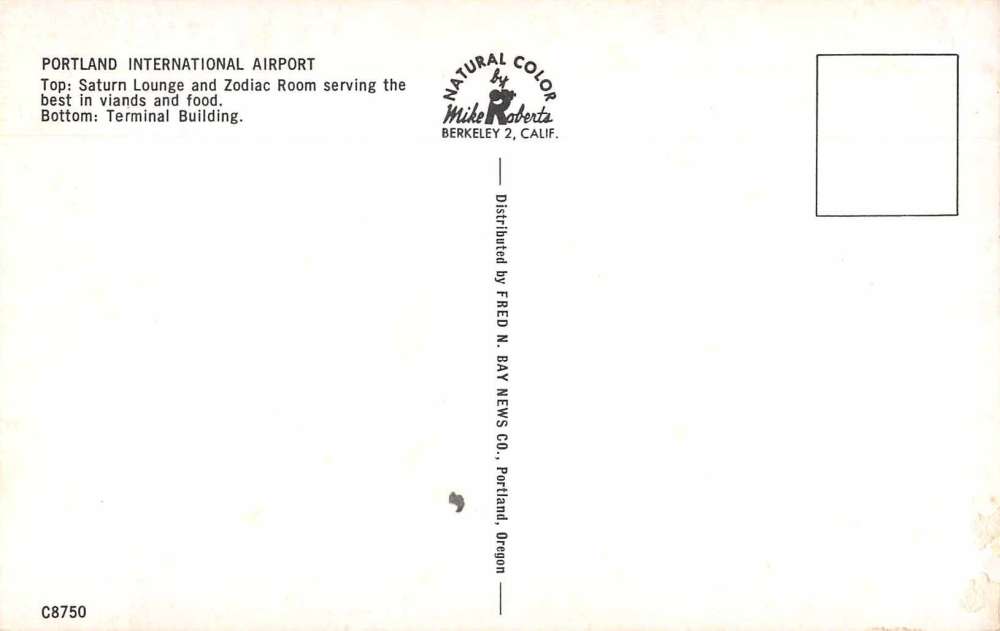 PORTLAND INTERNATIONAL AIRPORT
Top: Saturn Lounge and Zodiac Room serving the
best in viands and food.
Bottom: Terminal Building.
NATURAL COLOR
by
Mike Roberts
BERKELEY 2, CALIF.
Distributed by FRED N. BAY NEWS CO., Portland, Oregon
C8750